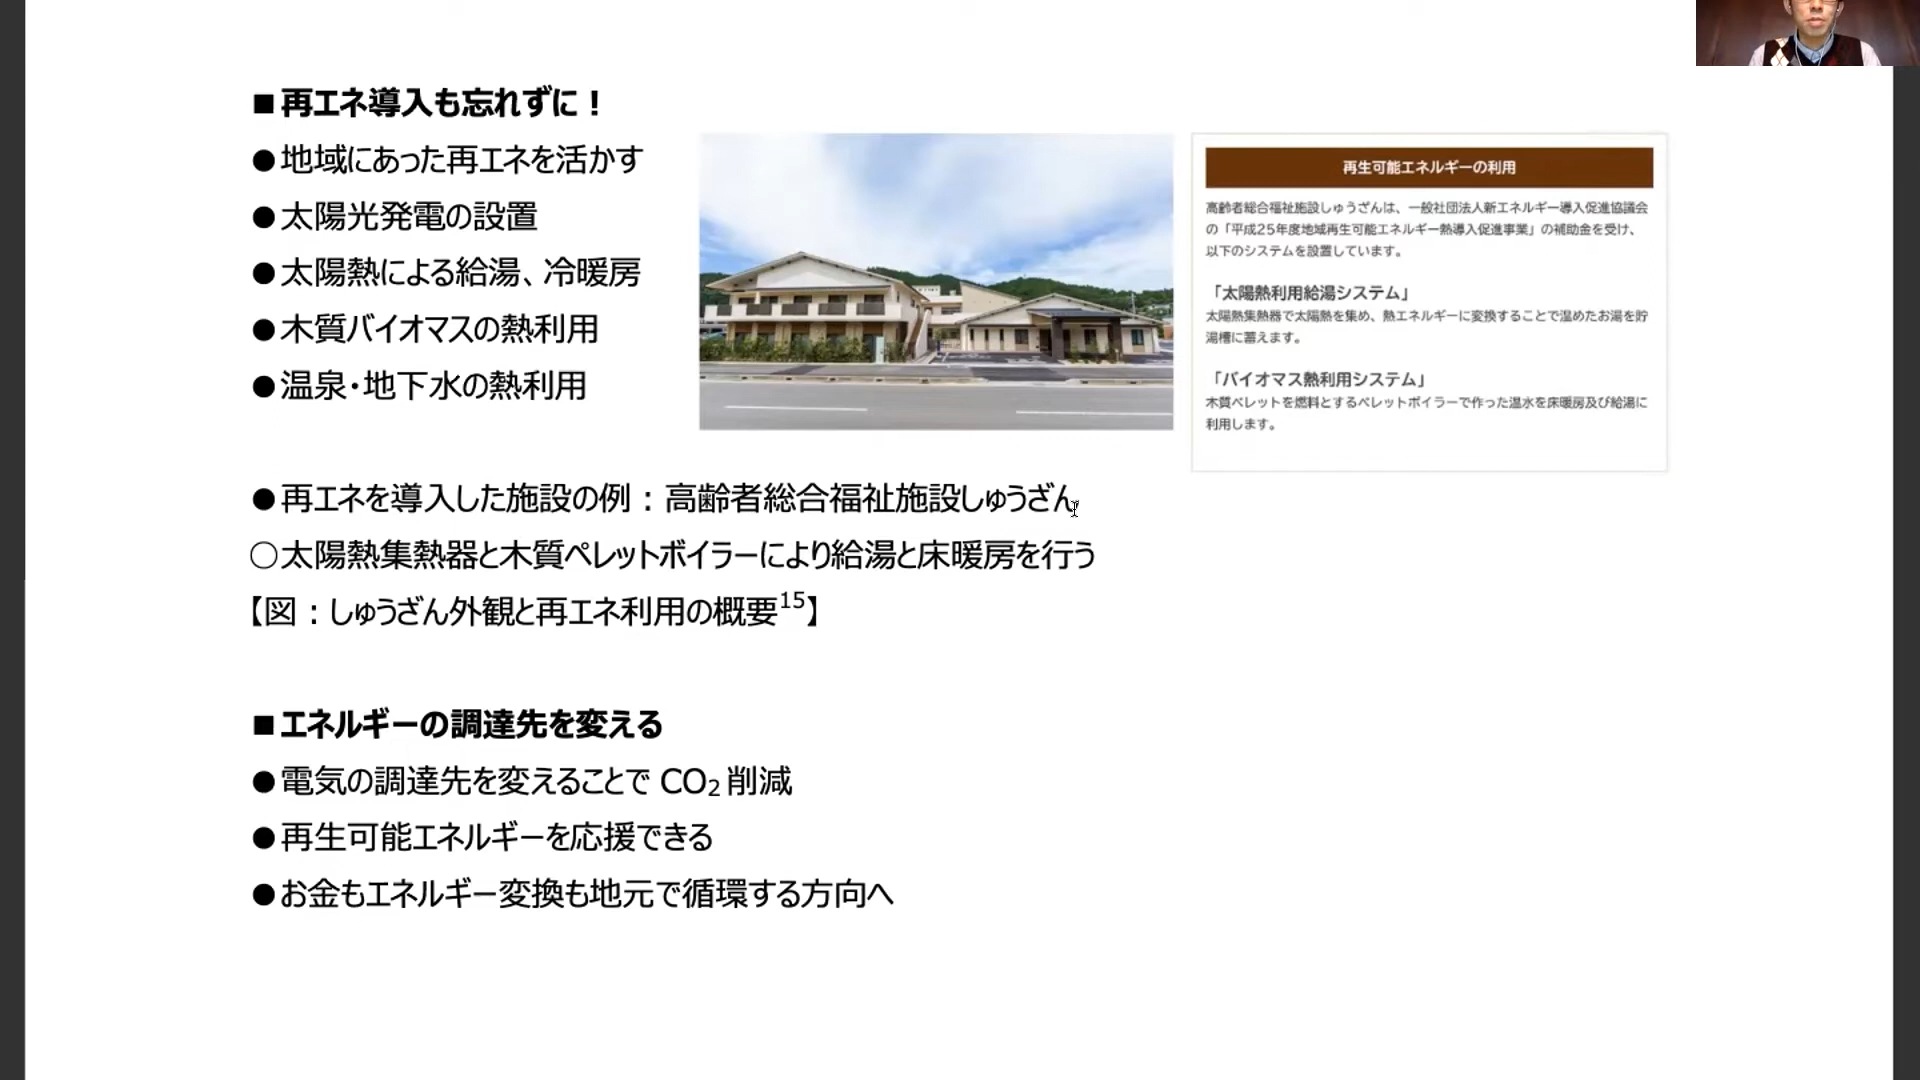 ■再エネ導入も忘れずに！
●地域にあった再エネを活かす
●太陽光発電の設置
●太陽熱による給湯、冷暖房
●木質バイオマスの熱利用
●温泉・地下水の熱利用
再生可能エネルギーの利用
高齢者総合福祉施設しゅうざんは、一般社団法人新エネルギー導入促進協議会
の「平成25年度地域再生可能エネルギー熱導入促進事業」の補助金を受け、
以下のシステムを設置しています。
「太陽熱利用給湯システム」
太陽熱集熱器で太陽熱を集め、熱エネルギーに変換することで温めたお湯を貯
湯槽に蓄えます。
「バイオマス熱利用システム」
木質ペレットを燃料とするペレットボイラーで作った温水を床暖房及び給湯に
利用します。
●再エネを導入した施設の例：高齢者総合福祉施設しゅうざん
○太陽熱集熱器と木質ペレットボイラーにより給湯と床暖房を行う
【図：しゅうざん外観と再エネ利用の概要15】
■エネルギーの調達先を変える
●電気の調達先を変えることで CO₂ 削減
●再生可能エネルギーを応援できる
●お金もエネルギー変換も地元で循環する方向へ